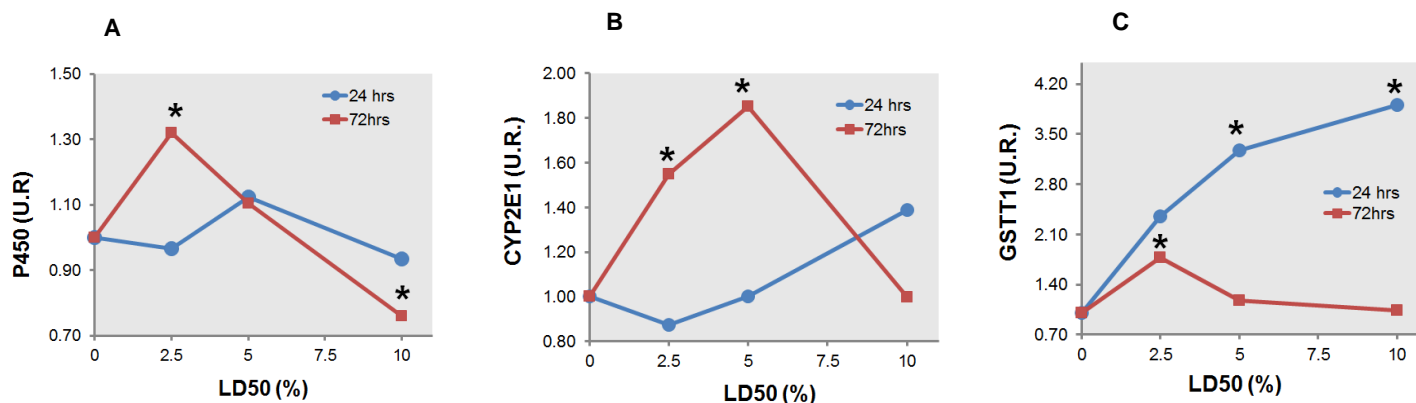 A
P450 (U.R)
1.50
1.30
1.10
0.90
0.70
*
*
24 hrs
72hrs
0
2.5
5
7.5
10
LD50 (%)
B
CYP2E1 (U.R.)
2.00
1.80
1.60
1.40
1.20
1.00
0.80
*
*
24 hrs
72hrs
0
2.5
5
7.5
10
LD50 (%)
C
GSTT1 (U.R.)
4.20
3.50
2.80
2.10
1.40
0.70
*
*
*
24 hrs
72hrs
0
2.5
5
7.5
10
LD50 (%)